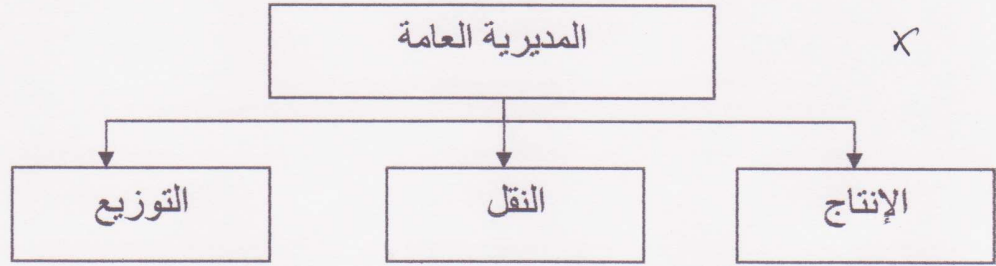 المديرية العامة
الإنتاج
النقل
التوزيع